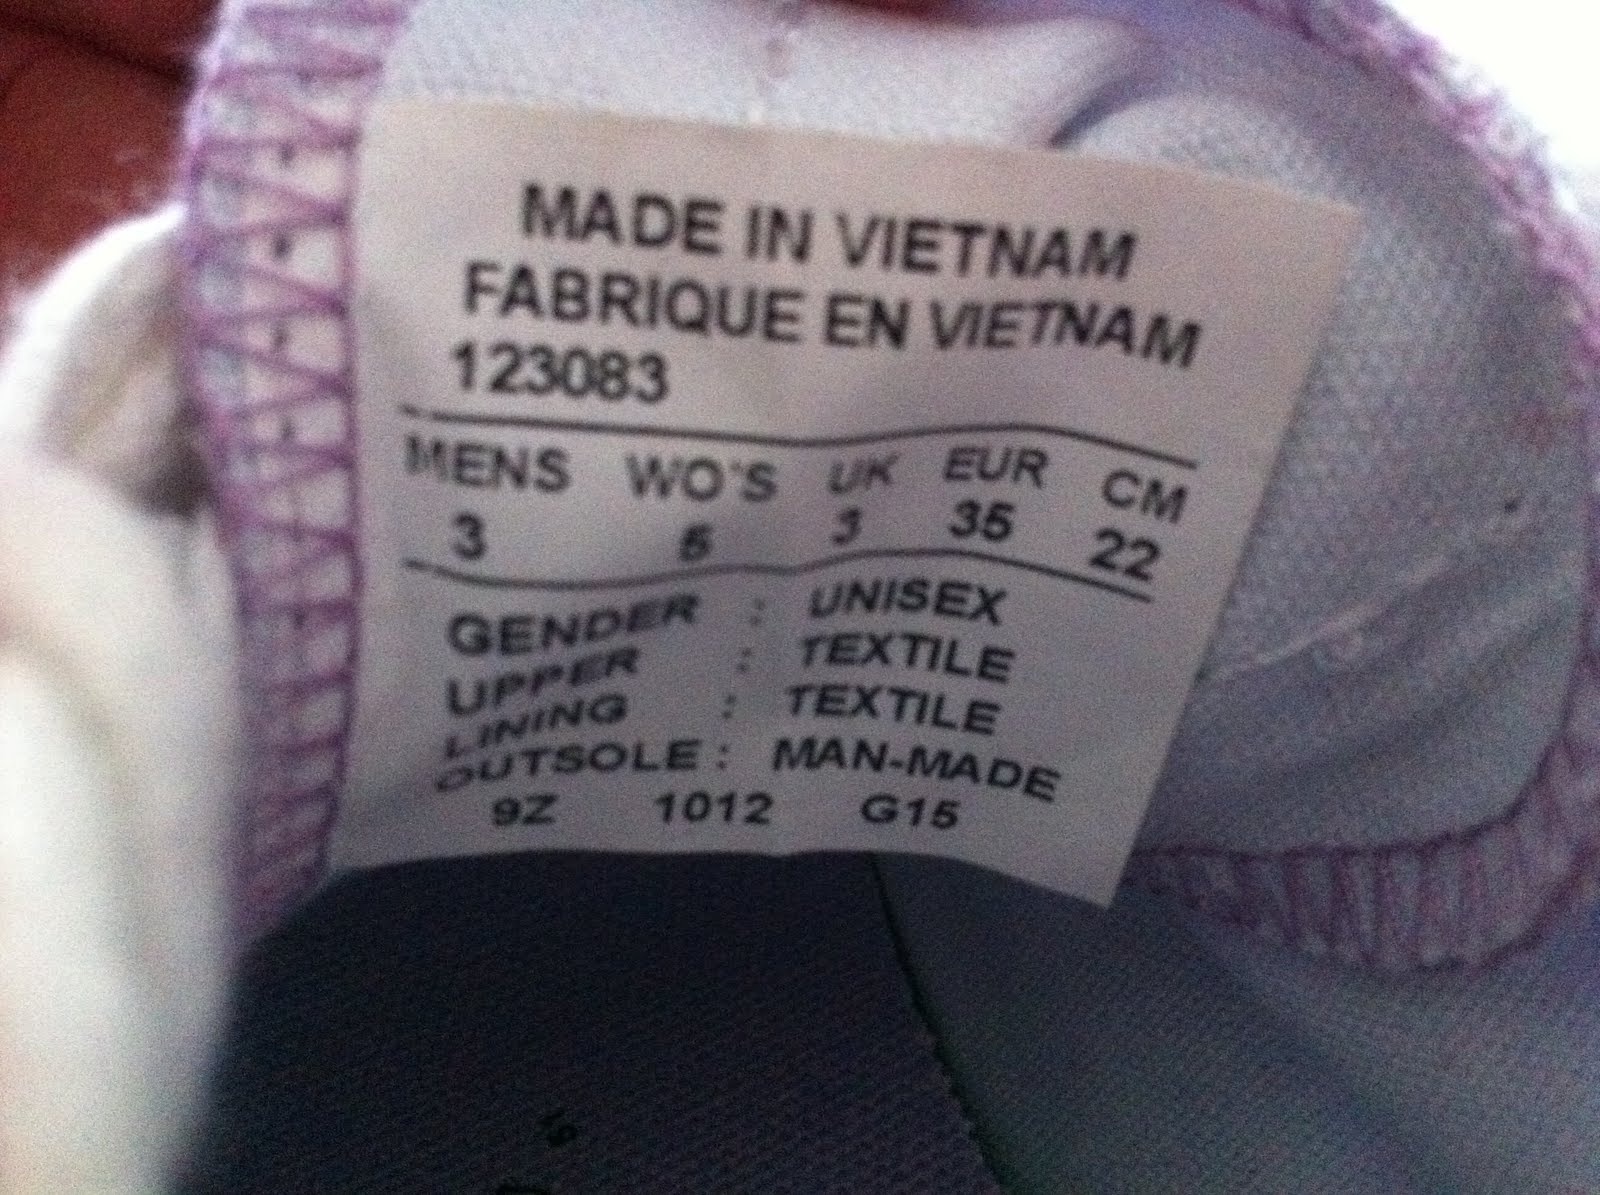 MADE IN VIETNAM
FABRIQUE EN VIETNAM
123083
MENS WO'S UK EUR CM
3 5 3 35 22
GENDER : UNISEX
UPPER : TEXTILE
LINING : TEXTILE
OUTSOLE : MAN-MADE
9Z 1012 G15